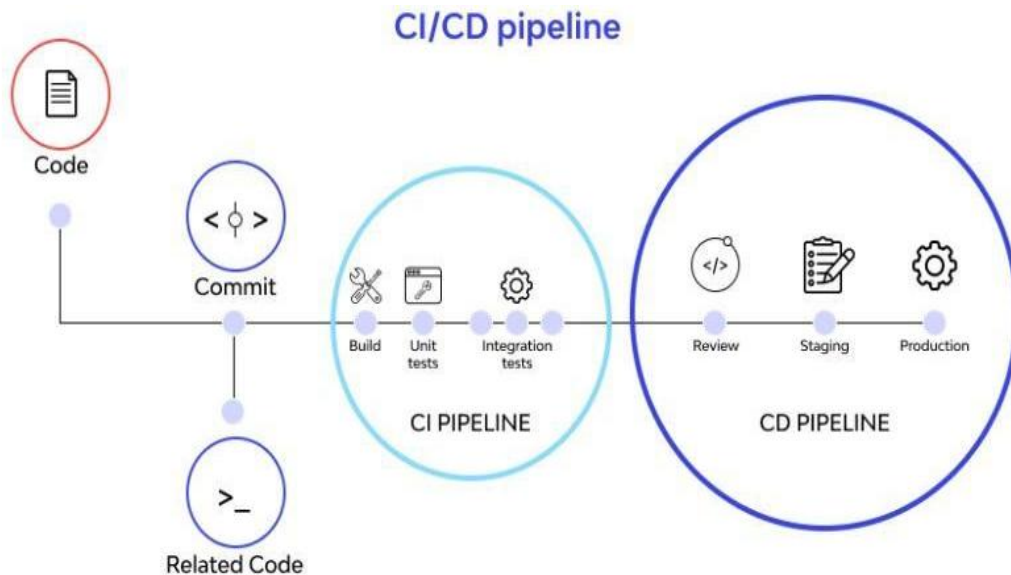 CI/CD pipeline
Code
< >
Commit
>_
Related Code
Build
Unit
tests
Integration
tests
CI PIPELINE
</>
Review
Staging
Production
CD PIPELINE